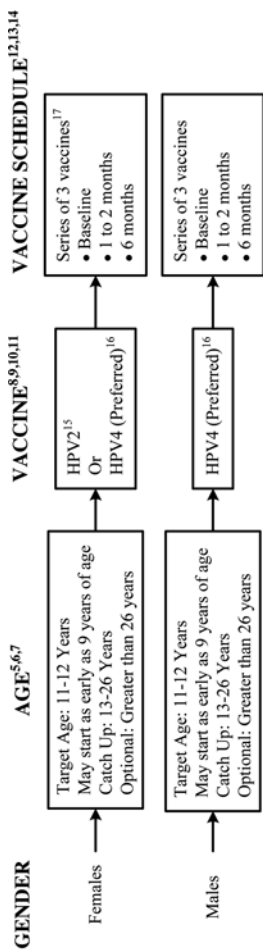 GENDER
AGE5,6,7
VACCINE8,9,10,11
VACCINE SCHEDULE12,13,14
Females
Target Age: 11-12 Years
May start as early as 9 years of age
Catch Up: 13-26 Years
Optional: Greater than 26 years
HPV215
Or
HPV4 (Preferred)16
Series of 3 vaccines17
• Baseline
• 1 to 2 months
• 6 months
Males
Target Age: 11-12 Years
May start as early as 9 years of age
Catch Up: 13-26 Years
Optional: Greater than 26 years
HPV4 (Preferred)16
Series of 3 vaccines
• Baseline
• 1 to 2 months
• 6 months